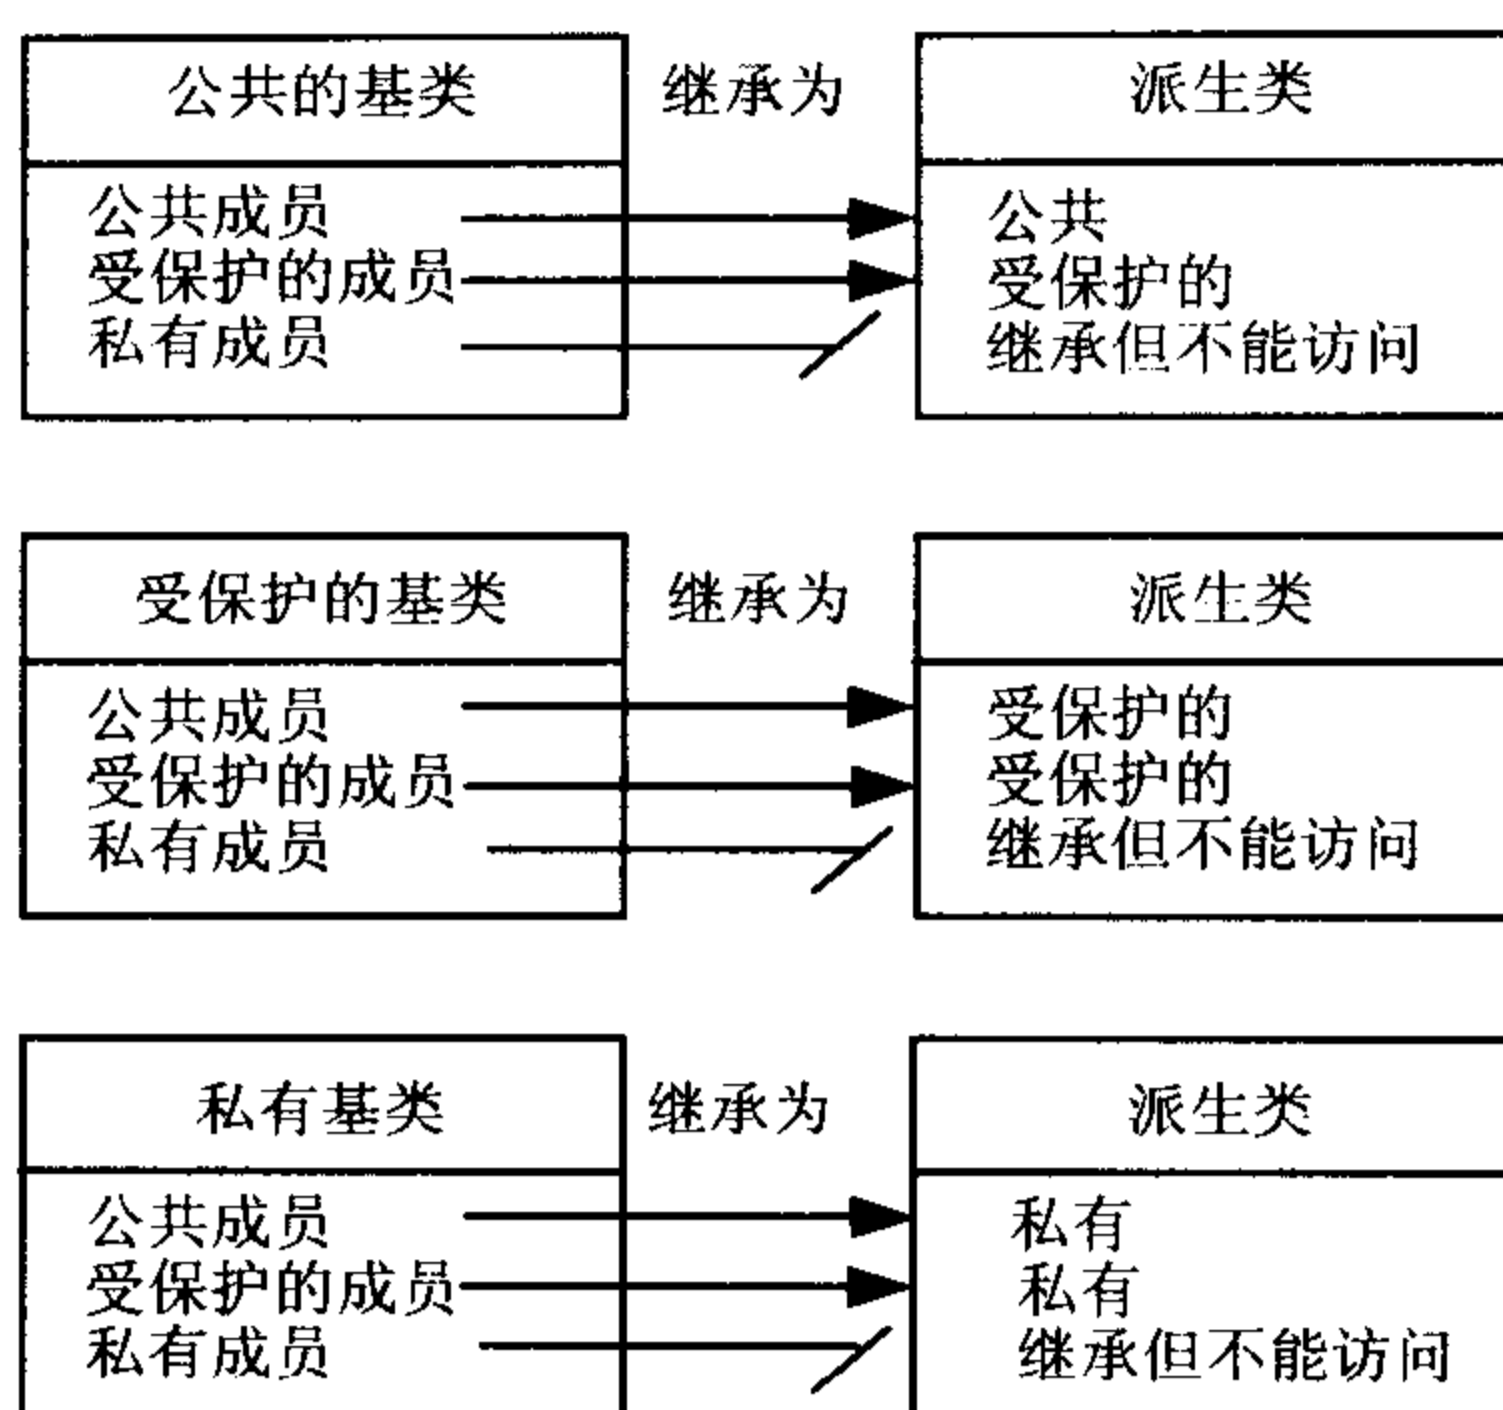 公共的基类 继承为 派生类
公共成员 公共
受保护的成员 受保护的
私有成员 继承但不能访问
受保护的基类 继承为 派生类
公共成员 受保护的
受保护的成员 受保护的
私有成员 继承但不能访问
私有基类 继承为 派生类
公共成员 私有
受保护的成员 私有
私有成员 继承但不能访问